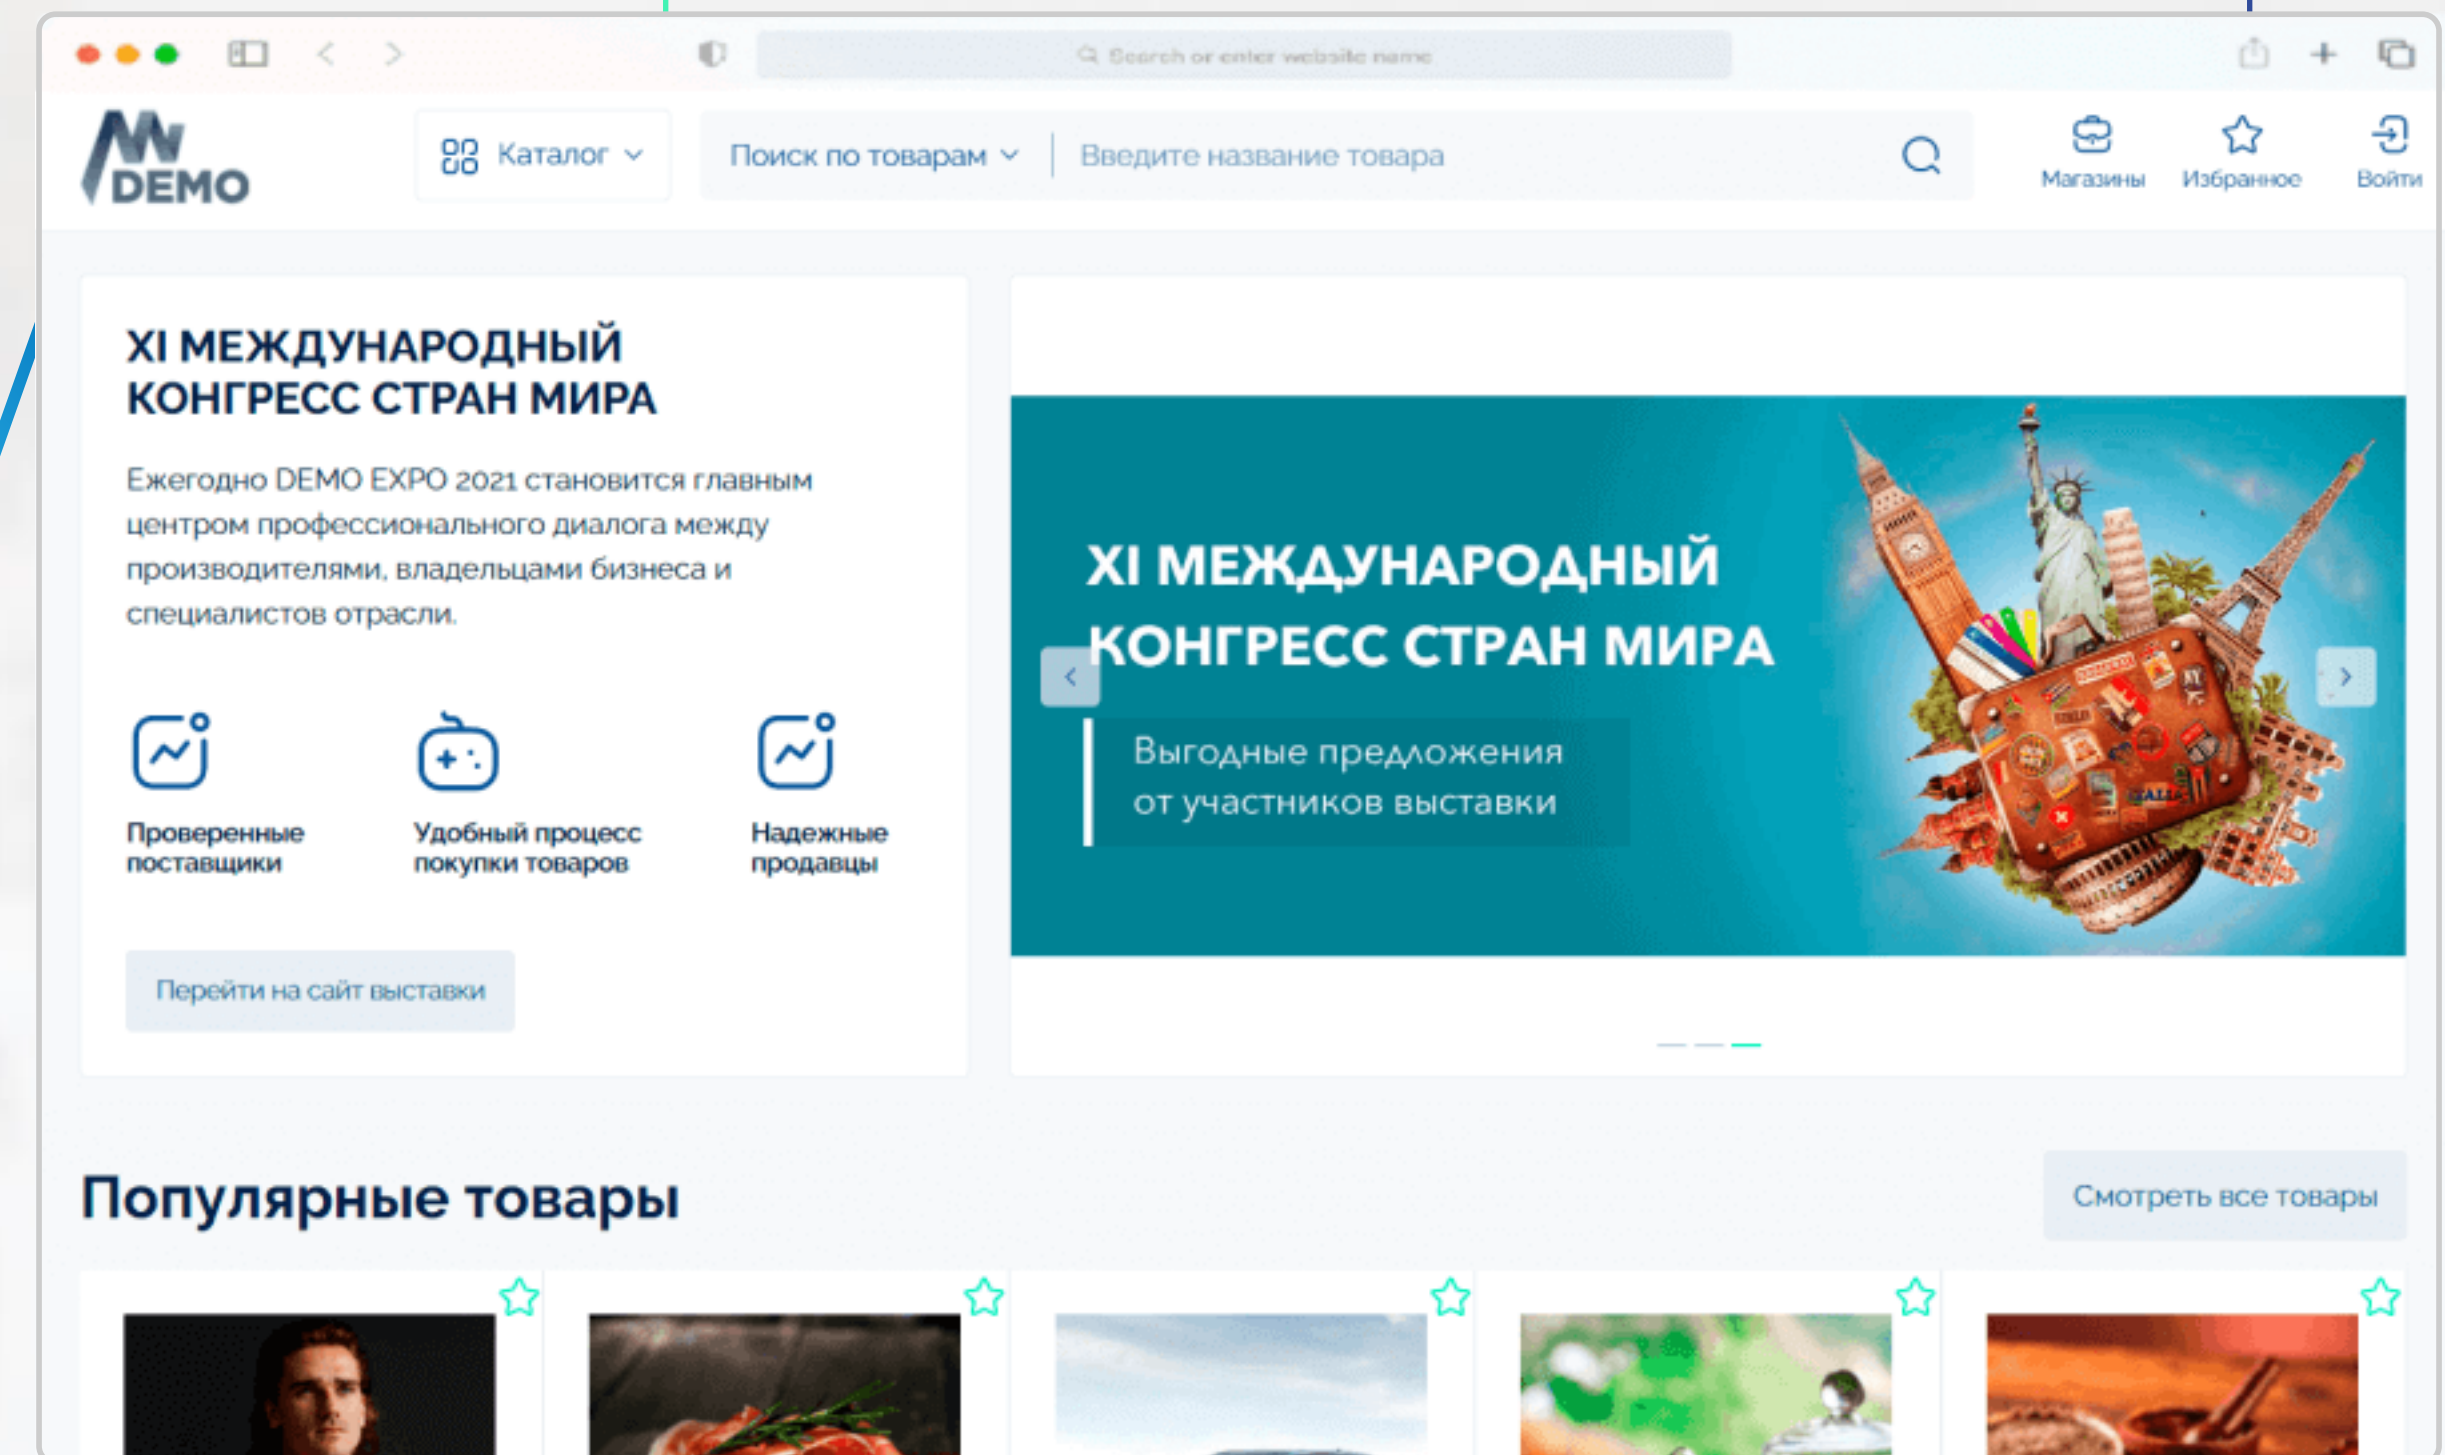 Search or enter website name
DEMO
Каталог
Поиск по товарам
Введите название товара
Магазины
Избранное
Войти
XI МЕЖДУНАРОДНЫЙ
КОНГРЕСС СТРАН МИРА
Ежегодно DEMO EXPO 2021 становится главным
центром профессионального диалога между
производителями, владельцами бизнеса и
специалистов отрасли.
Проверенные
поставщики
Удобный процесс
покупки товаров
Надежные
продавцы
Перейти на сайт выставки
XI МЕЖДУНАРОДНЫЙ
КОНГРЕСС СТРАН МИРА
Выгодные предложения
от участников выставки
Популярные товары
Смотреть все товары